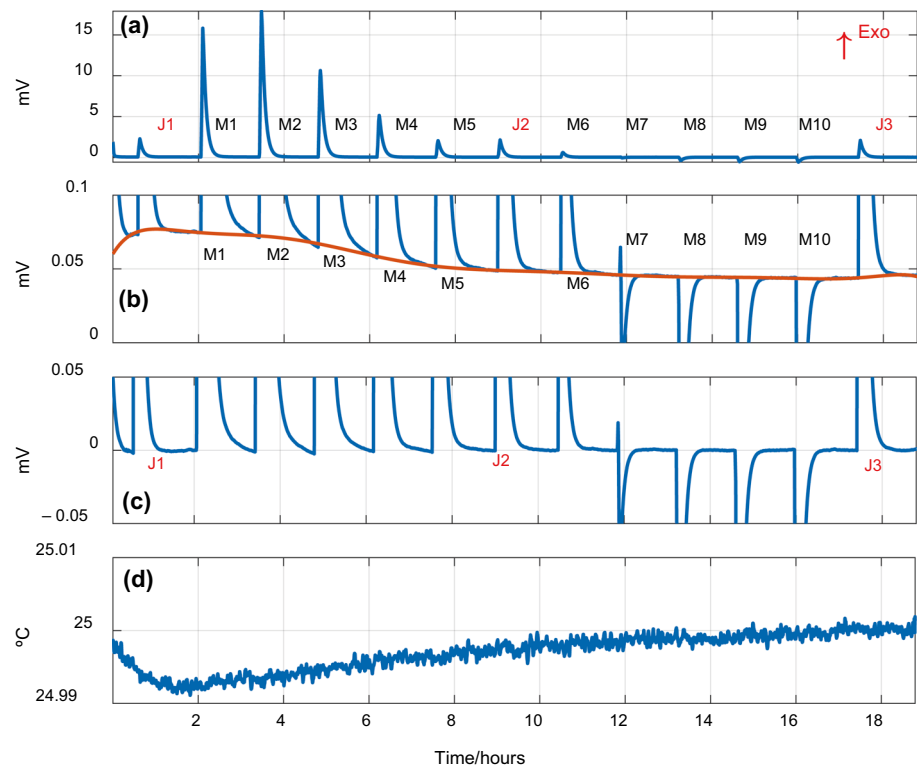 (a)
Exo
15
10
5
0
mV
J1 M1 M2 M3 M4 M5 J2 M6 M7 M8 M9 M10 J3
0.1
0.05
0
mV
M1 M2 M3 M4 M5 M6 M7 M8 M9 M10
(b)
0.05
0
– 0.05
mV
J1 J2 J3
(c)
25.01
25
24.99
ºC
(d)
2 4 6 8 10 12 14 16 18
Time/hours